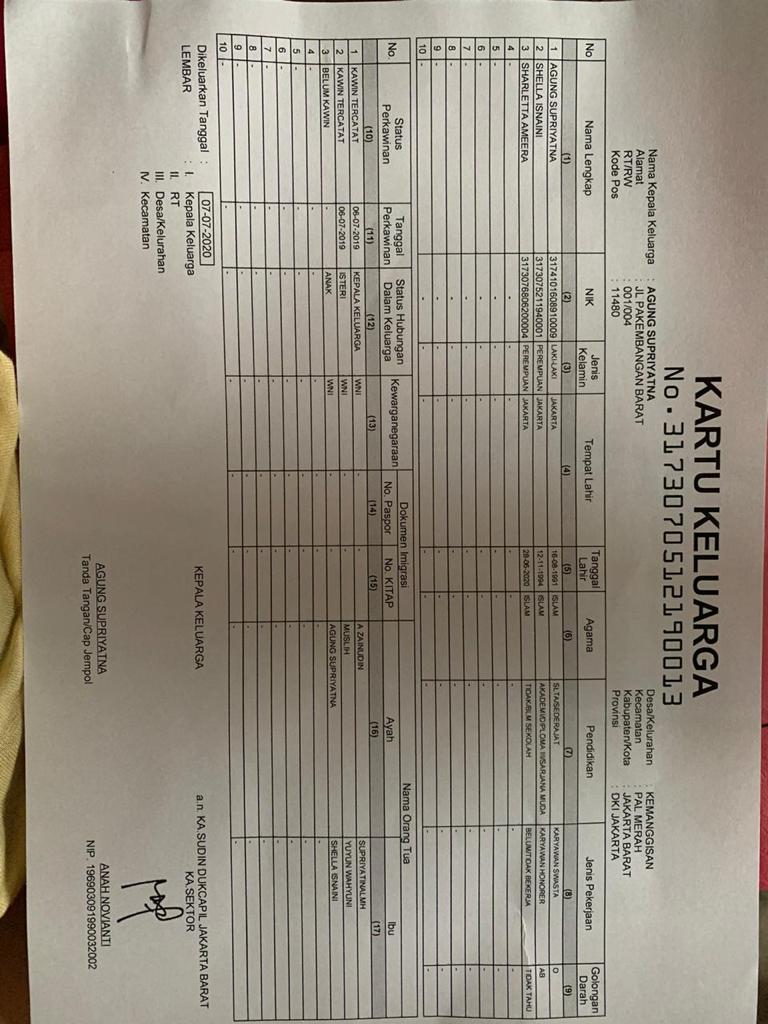 KARTU KELUARGA
No. 3173070512190013
Nama Kepala Keluarga : AGUNG SUPRIYATNA
Alamat : JL PAKEMBANGAN BARAT
RT/RW : 001/004
Kode Pos : 11480
Desa/Kelurahan : KEMANGGISAN
Kecamatan : PAL MERAH
Kabupaten/Kota : JAKARTA BARAT
Provinsi : DKI JAKARTA
No Nama Lengkap NIK Jenis Kelamin Tempat Lahir Tanggal Lahir Agama Pendidikan Jenis Pekerjaan Golongan Darah
(1) (2) (3) (4) (5) (6) (7) (8) (9)
1 AGUNG SUPRIYATNA 3174101608910009 LAKI-LAKI JAKARTA 16-08-1991 ISLAM SLTA/SEDERAJAT KARYAWAN SWASTA O
2 SHELLA ISNAINI 3173075211940001 PEREMPUAN JAKARTA 12-11-1994 ISLAM AKADEMI/DIPLOMA III/SARJANA MUDA KARYAWAN HONORER AB
3 SHARLETTA AMEERA 3173076806200004 PEREMPUAN JAKARTA 28-06-2020 ISLAM TIDAK/BLM SEKOLAH BELUM/TIDAK BEKERJA TIDAK TAHU
4 - - - - - - - - -
5 - - - - - - - - -
6 - - - - - - - - -
7 - - - - - - - - -
8 - - - - - - - - -
9 - - - - - - - - -
10 - - - - - - - - -
No. Status Perkawinan Tanggal Perkawinan Status Hubungan Dalam Keluarga Kewarganegaraan Dokumen Imigrasi Nama Orang Tua
No. Paspor No. KITAP Ayah Ibu
(10) (11) (12) (13) (14) (15) (16) (17)
1 KAWIN TERCATAT 06-07-2019 KEPALA KELUARGA WNI - - A ZAINUDIN SUPRIYATINALMH
2 KAWIN TERCATAT 06-07-2019 ISTERI WNI - - MUSLIH YUYUN WAHYUNI
3 BELUM KAWIN - ANAK WNI - - AGUNG SUPRIYATNA SHELLA ISNAINI
4 - - - - - - - -
5 - - - - - - - -
6 - - - - - - - -
7 - - - - - - - -
8 - - - - - - - -
9 - - - - - - - -
10 - - - - - - - -
Dikeluarkan Tanggal : 07-07-2020
LEMBAR : I. Kepala Keluarga
II. RT
III. Desa/Kelurahan
IV. Kecamatan
KEPALA KELUARGA
AGUNG SUPRIYATNA
Tanda Tangan/Cap Jempol
a.n. KA.SUDIN DUKCAPIL JAKARTA BARAT
KA.SEKTOR
ANAH NOVIANTI
NIP. 196903091990032002